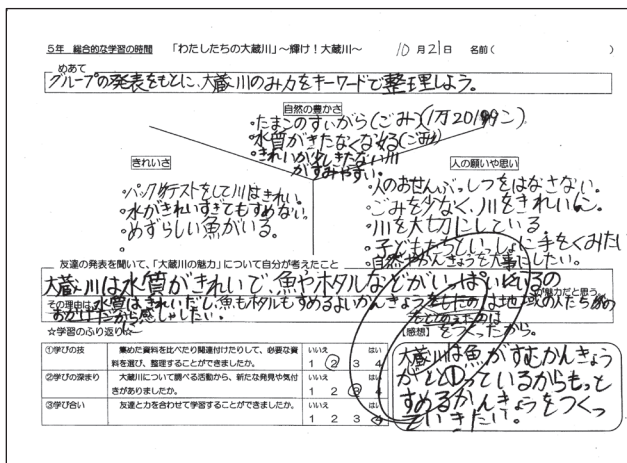 5年 総合的な学習の時間 「わたしたちの大蔵川」～輝け！大蔵川～ 10月21日 名前（ ）
めあて
グループの発表をもとに、大蔵川のみ力をキーワードで整理しよう。
自然の豊かさ
・たまごのすいがら(ごみ)(1万20199コ)
・水質がきたなくなる(ごみ)
・きれいが少しきたない川
がすみやすい。
きれいさ
・パックテストをして川はきれい。
・水がきれいすぎてもすめない。
・めずらしい魚がいる。
人の願いや思い
・人のおせんぶっしつをはなさない。
・ごみを少なく、川をきれいに。
・川を大切にしている。
・子どもたちといっしょに手をくみたい
・自然やかんきょうを大事にしたい。
友達の発表を聞いて、「大蔵川の魅力」について自分が考えたこと
大蔵川は水質がきれいで、魚やホタルなどがいっぱいいるの
が魅力だと思う。
その理由は、水質はきれいだし、魚もホタルもすめるよいかんきょう
は地域の人たちの
おかげだから感しゃしたい。
をつくったから。
☆学習のふり返り☆
①学びの技 集めた資料を比べたり関連付けたりして、必要な資料を選び、整理することができましたか。 いいえ はい
1 2 3 4
②学びの深まり 大蔵川について調べる活動から、新たな発見や気付きがありましたか。 いいえ はい
1 2 3 4
③学び合い 友達と力を合わせて学習することができましたか。 いいえ はい
1 2 3 4
【感想】
大蔵川は魚がすむかんきょう
がととのっているからもっと
すめるかんきょうをつくっ
ていきたい。